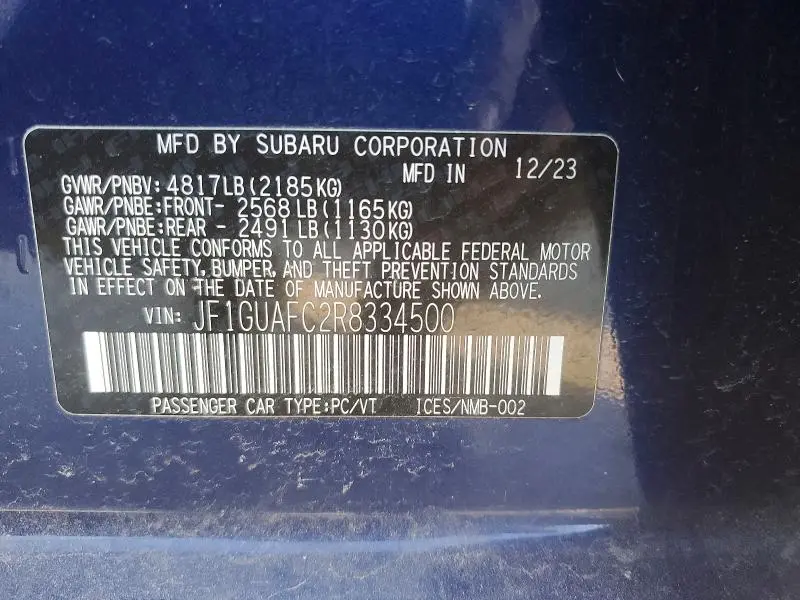 MFD BY SUBARU CORPORATION
MFD IN 12/23
GVWR/PNBV: 4817LB(2185KG)
GAWR/PNBE:FRONT- 2568LB(1165KG)
GAWR/PNBE:REAR - 2491LB(1130KG)
THIS VEHICLE CONFORMS TO ALL APPLICABLE FEDERAL MOTOR
VEHICLE SAFETY, BUMPER, AND THEFT PREVENTION STANDARDS
IN EFFECT ON THE DATE OF MANUFACTURE SHOWN ABOVE.
VIN: JF1GUAFC2R8334500
PASSENGER CAR TYPE:PC/VT ICES/NMB-002